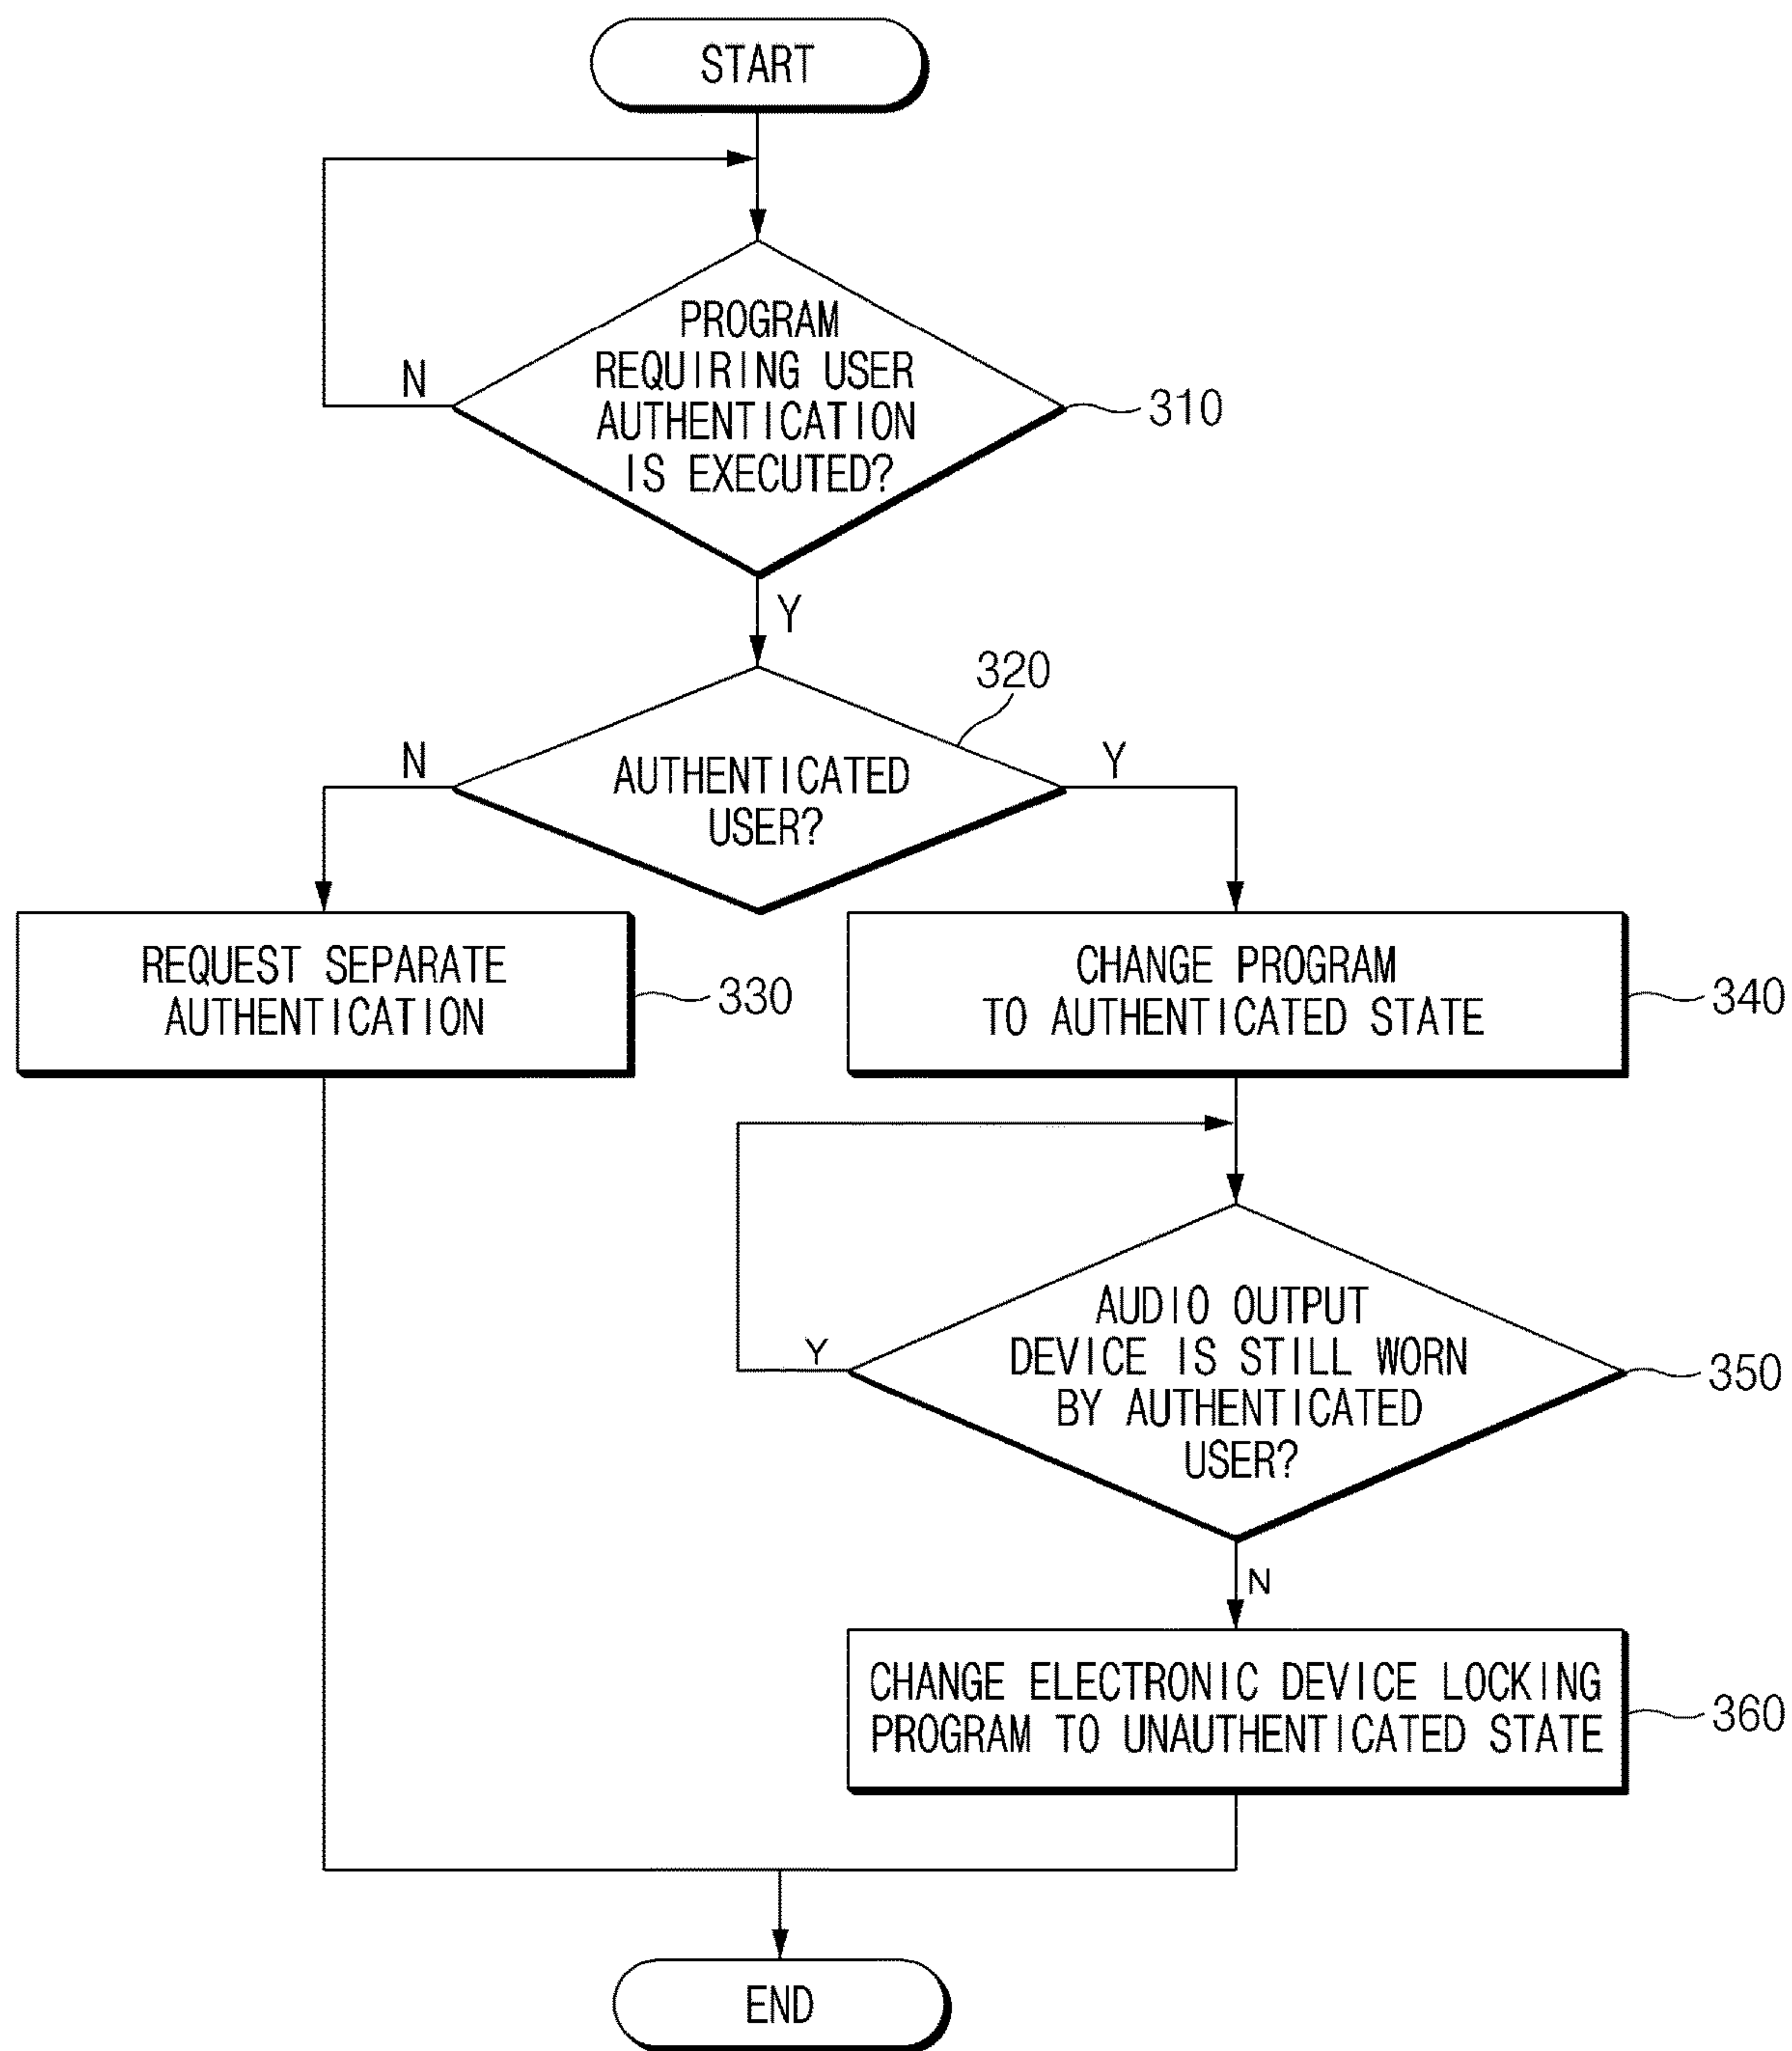 START
PROGRAM
REQUIRING USER
AUTHENTICATION
IS EXECUTED?
N
310
Y
320
N
AUTHENTICATED
USER?
Y
REQUEST SEPARATE
AUTHENTICATION
330
CHANGE PROGRAM
TO AUTHENTICATED STATE
340
AUDIO OUTPUT
DEVICE IS STILL WORN
BY AUTHENTICATED
USER?
Y
350
N
CHANGE ELECTRONIC DEVICE LOCKING
PROGRAM TO UNAUTHENTICATED STATE
360
END